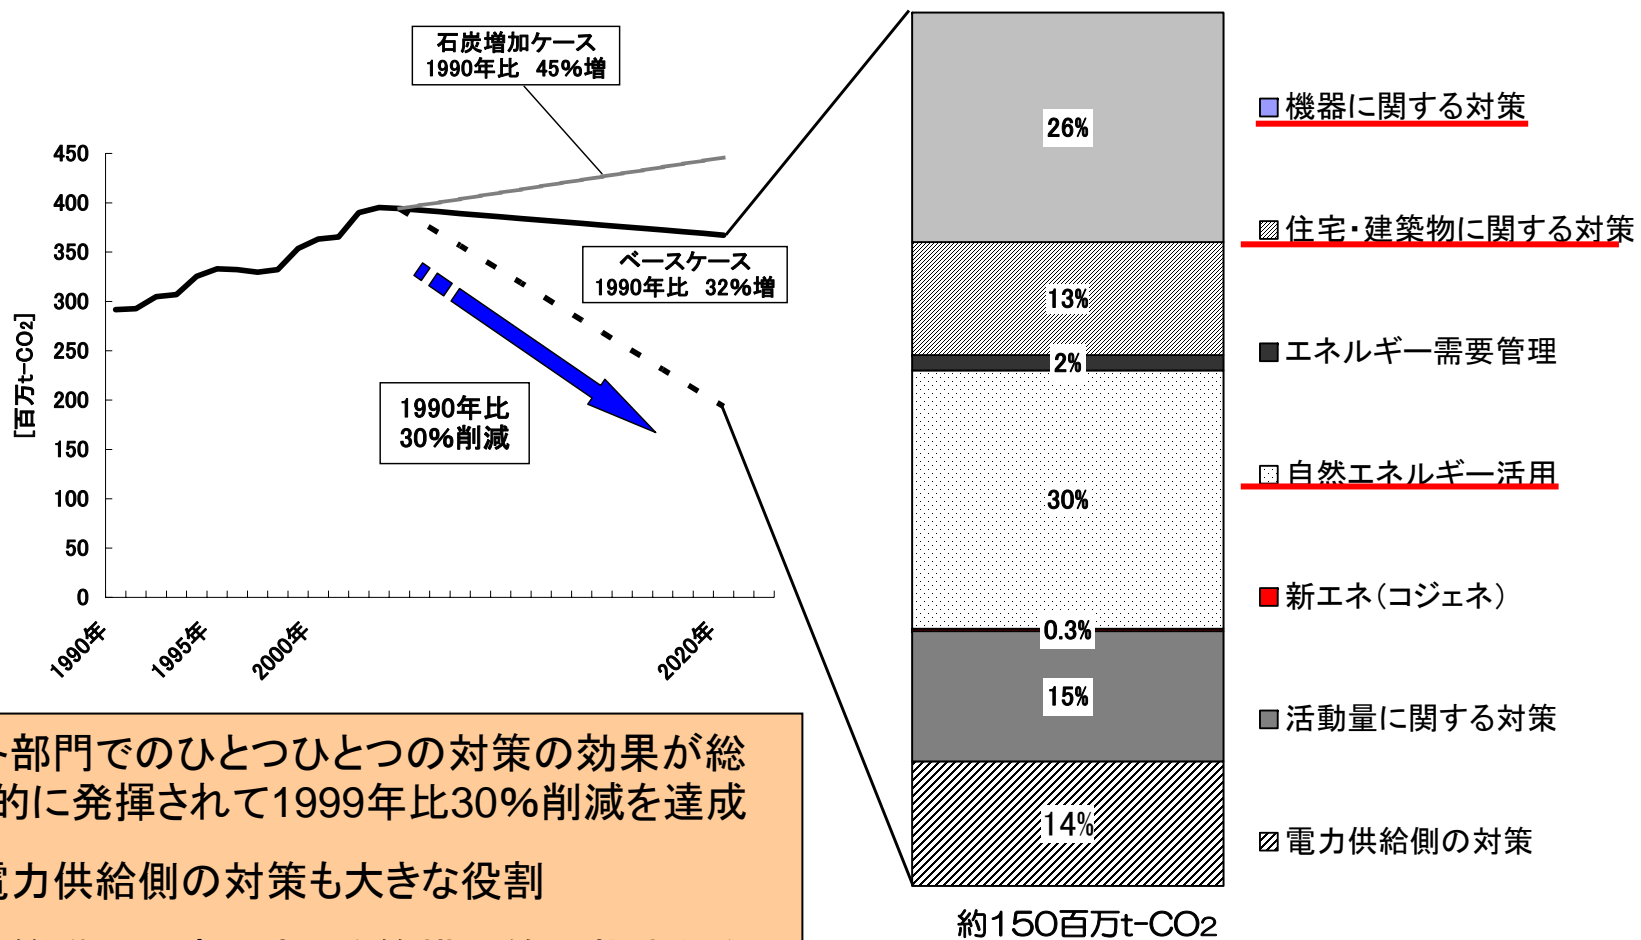 石炭増加ケース
1990年比 45%増
[百万t-CO2]
450
400
350
300
250
200
150
100
50
0
1990年
1995年
2000年
2020年
ベースケース
1990年比 32%増
1990年比
30%削減
26%
13%
2%
30%
0.3%
15%
14%
約150百万t-CO2
機器に関する対策
住宅・建築物に関する対策
エネルギー需要管理
自然エネルギー活用
新エネ(コジェネ)
活動量に関する対策
電力供給側の対策
部門でのひとつひとつの対策の効果が総
的に発揮されて1999年比30%削減を達成
電力供給側の対策も大きな役割